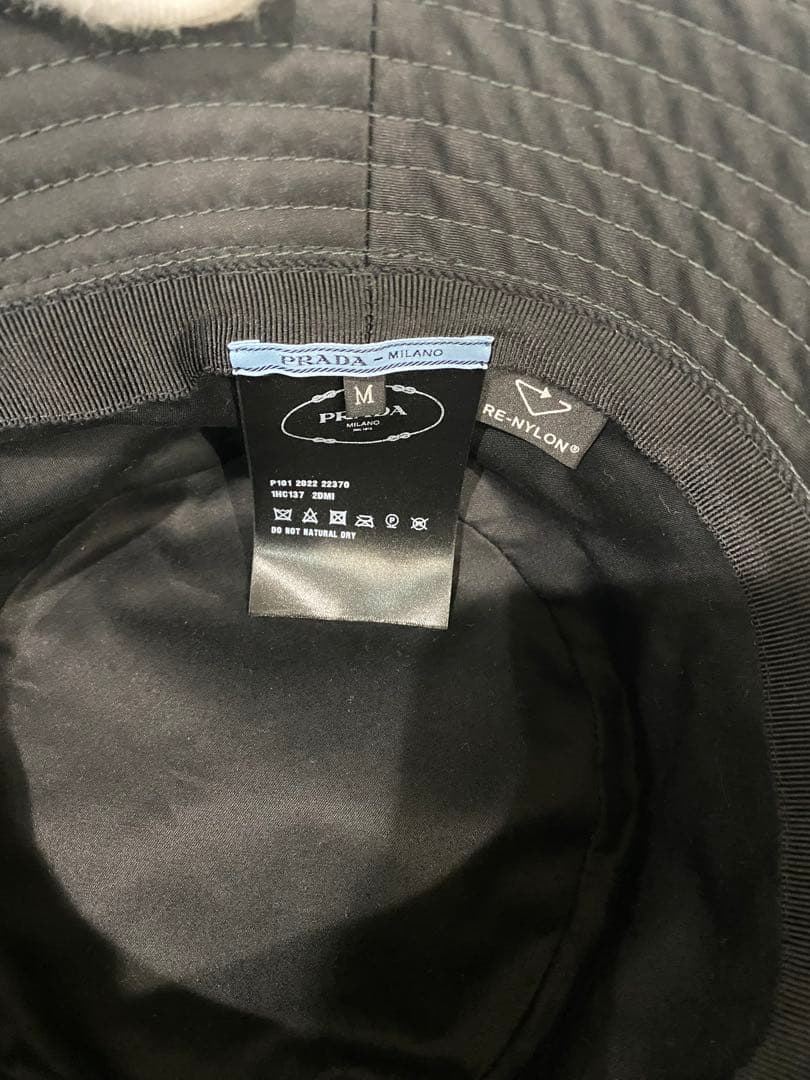 PRADA - MILANO
M
PRADA
MILANO
RE-NYLON®
P101 2022 22370
1HC137 2DMI
P
DO NOT NATURAL DRY